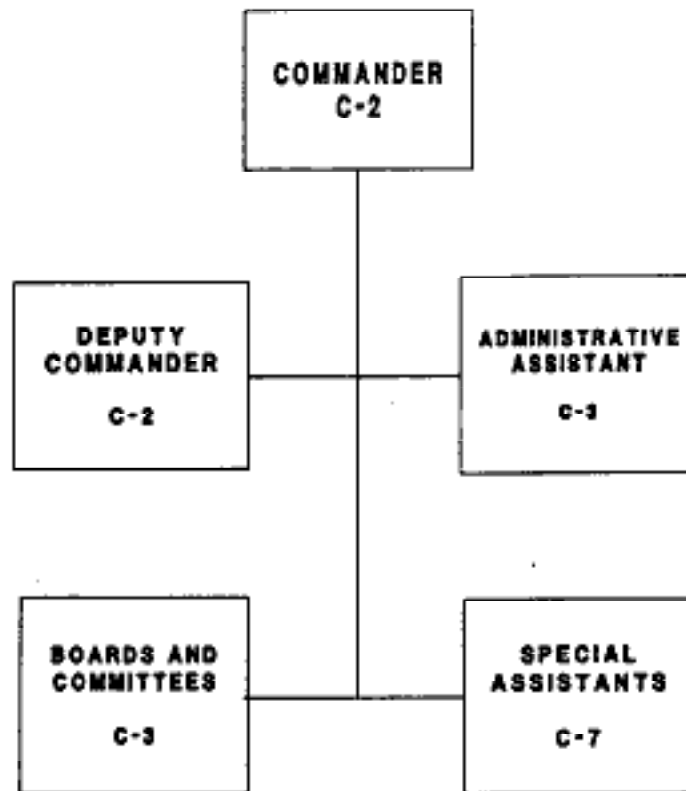 COMMANDER
C-2
DEPUTY
COMMANDER
C-2
ADMINISTRATIVE
ASSISTANT
C-3
BOARDS AND
COMMITTEES
C-3
SPECIAL
ASSISTANTS
C-7